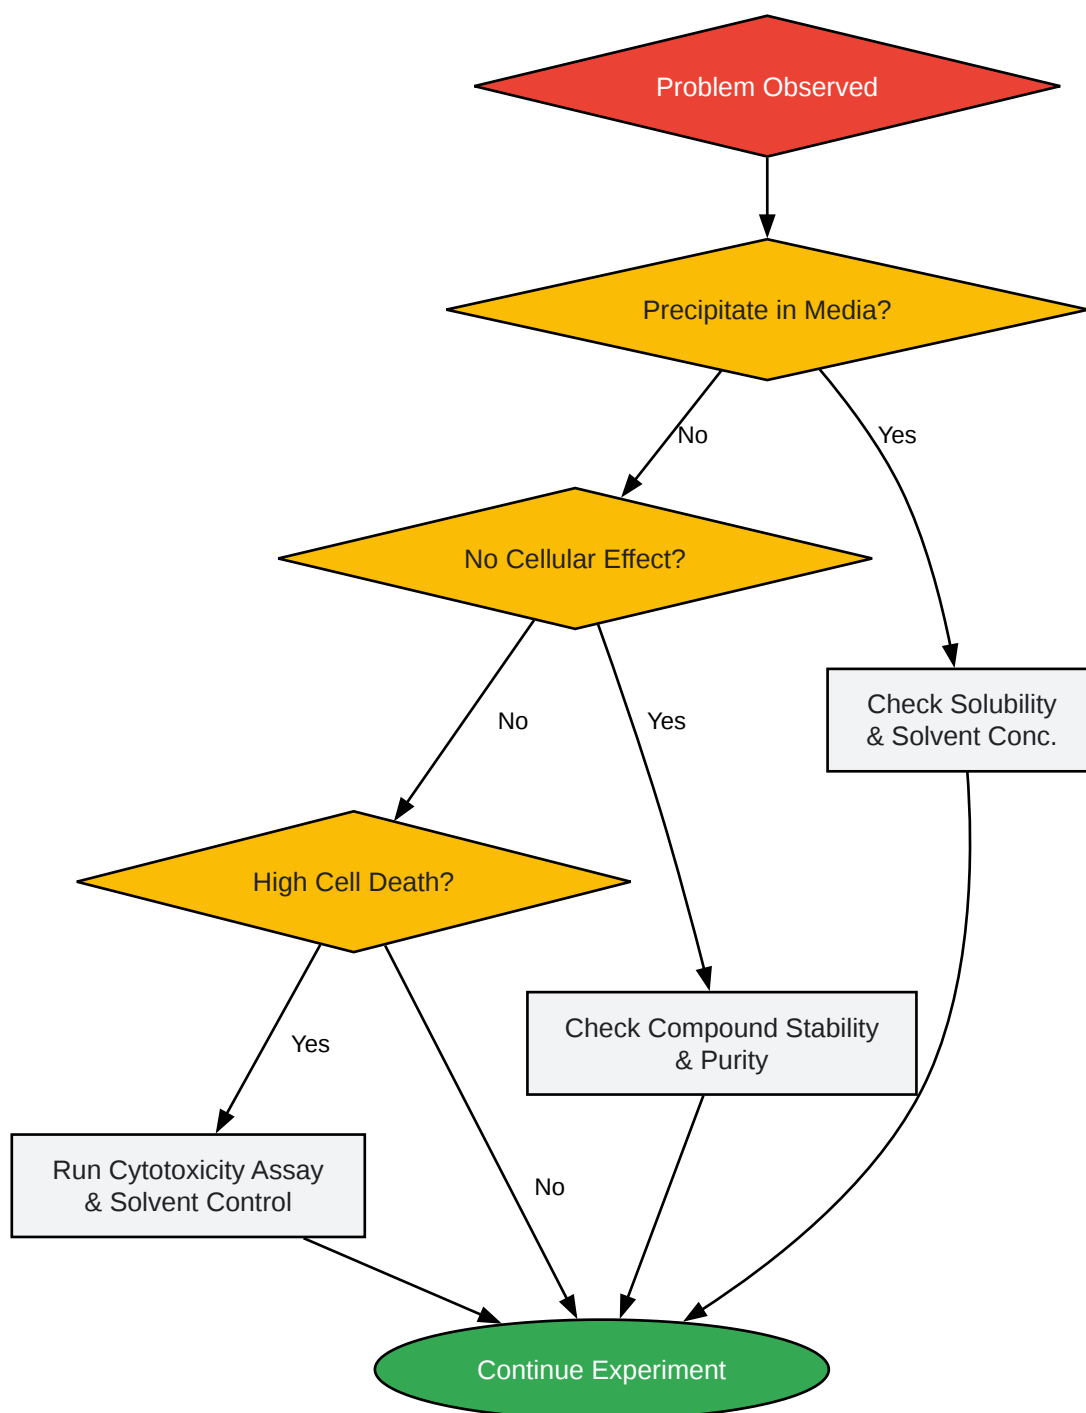 Problem Observed
Precipitate in Media?
No
Yes
No Cellular Effect?
Check Solubility
& Solvent Conc.
No
Yes
High Cell Death?
Check Compound Stability
& Purity
Yes
Run Cytotoxicity Assay
& Solvent Control
No
Continue Experiment